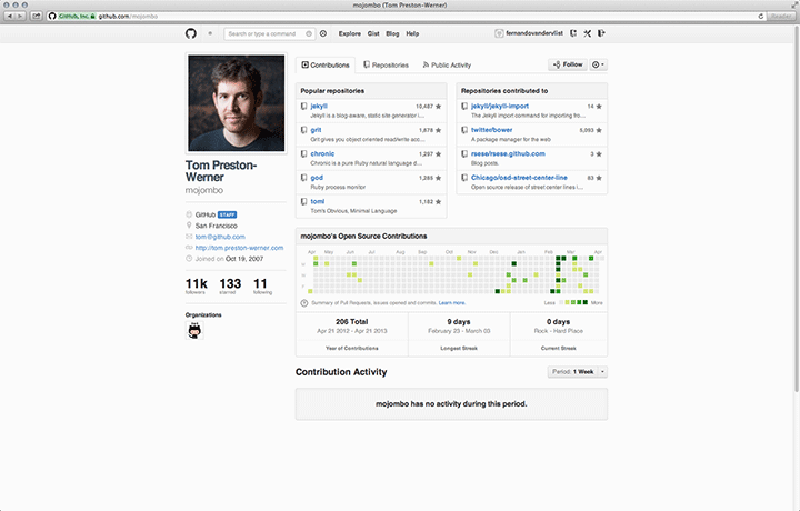 mojombo (Tom Preston-Werner)
GitHub, Inc. github.com/mojombo Reader
Search or type a command Explore Gist Blog Help fernandovandervlist
Contributions Repositories Public Activity Follow
Tom Preston-Werner
mojombo
GitHub STAFF
San Francisco
tom@github.com
http://tom.preston-werner.com
Joined on Oct 19, 2007
11k 133 11
followers starred following
Organizations
Popular repositories
jekyll
Jekyll is a blog-aware, static site generator i...
grit 1,678
Grit gives you object oriented read/write acc...
chronic 1,297
Chronic is a pure Ruby natural language d...
god 1,285
Ruby process monitor
toml 1,182
Tom's Obvious, Minimal Language
Repositories contributed to
jekyll/jekyll-import 14
The Jekyll import command for importing fro...
twitter/bower 5,093
A package manager for the web
reese/reese.github.com 3
Blog posts.
Chicago/osd-street-center-line 83
Open source release of street center lines i...
mojombo's Open Source Contributions
Apr May Jun Jul Aug Sep Oct Nov Dec Jan Feb Mar Apr
Summary of Pull Requests, issues opened and commits. Learn more. Less More
206 Total 9 days 0 days
Apr 21 2012 - Apr 21 2013 February 23 - March 03 Rock - Hard Place
Year of Contributions Longest Streak Current Streak
Contribution Activity Period: 1 Week
mojombo has no activity during this period.